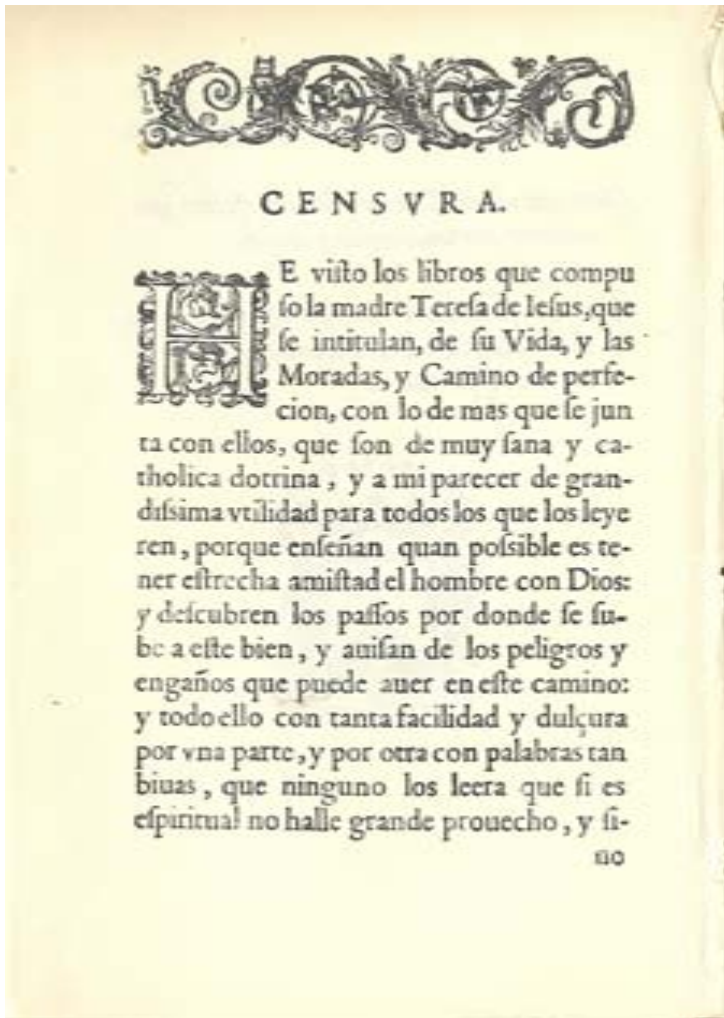 CENSVRA.
HE viſto los libros que compu
ſo la madre Tereſa de Ieſus, que
ſe intitulan, de ſu Vida, y las
Moradas, y Camino de perfe-
cion, con lo de mas que ſe jun
ta con ellos, que ſon de muy ſana y ca-
tholica dotrina, y a mi parecer de gran-
diſsima vtilidad para todos los que los leye
ren, porque enſeñan quan poſsible es te-
ner eſtrecha amiſtad el hombre con Dios:
y deſcubren los paſſos por donde ſe ſu-
be a eſte bien, y auiſan de los peligros y
engaños que puede auer en eſte camino:
y todo ello con tanta facilidad y dulçura
por vna parte, y por otra con palabras tan
biuas, que ninguno los leera que ſi es
eſpiritual no halle grande prouecho, y ſi-
no